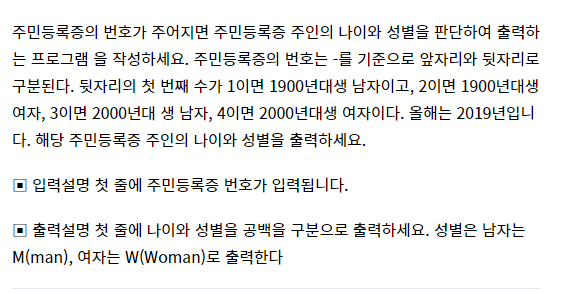 주민등록증의 번호가 주어지면 주민등록증 주인의 나이와 성별을 판단하여 출력하
는 프로그램 을 작성하세요. 주민등록증의 번호는 -를 기준으로 앞자리와 뒷자리로
구분된다. 뒷자리의 첫 번째 수가 1이면 1900년대생 남자이고, 2이면 1900년대생
여자, 3이면 2000년대 생 남자, 4이면 2000년대생 여자이다. 올해는 2019년입니
다. 해당 주민등록증 주인의 나이와 성별을 출력하세요.
▣ 입력설명 첫 줄에 주민등록증 번호가 입력됩니다.
▣ 출력설명 첫 줄에 나이와 성별을 공백을 구분으로 출력하세요. 성별은 남자는
M(man), 여자는 W(Woman)로 출력한다